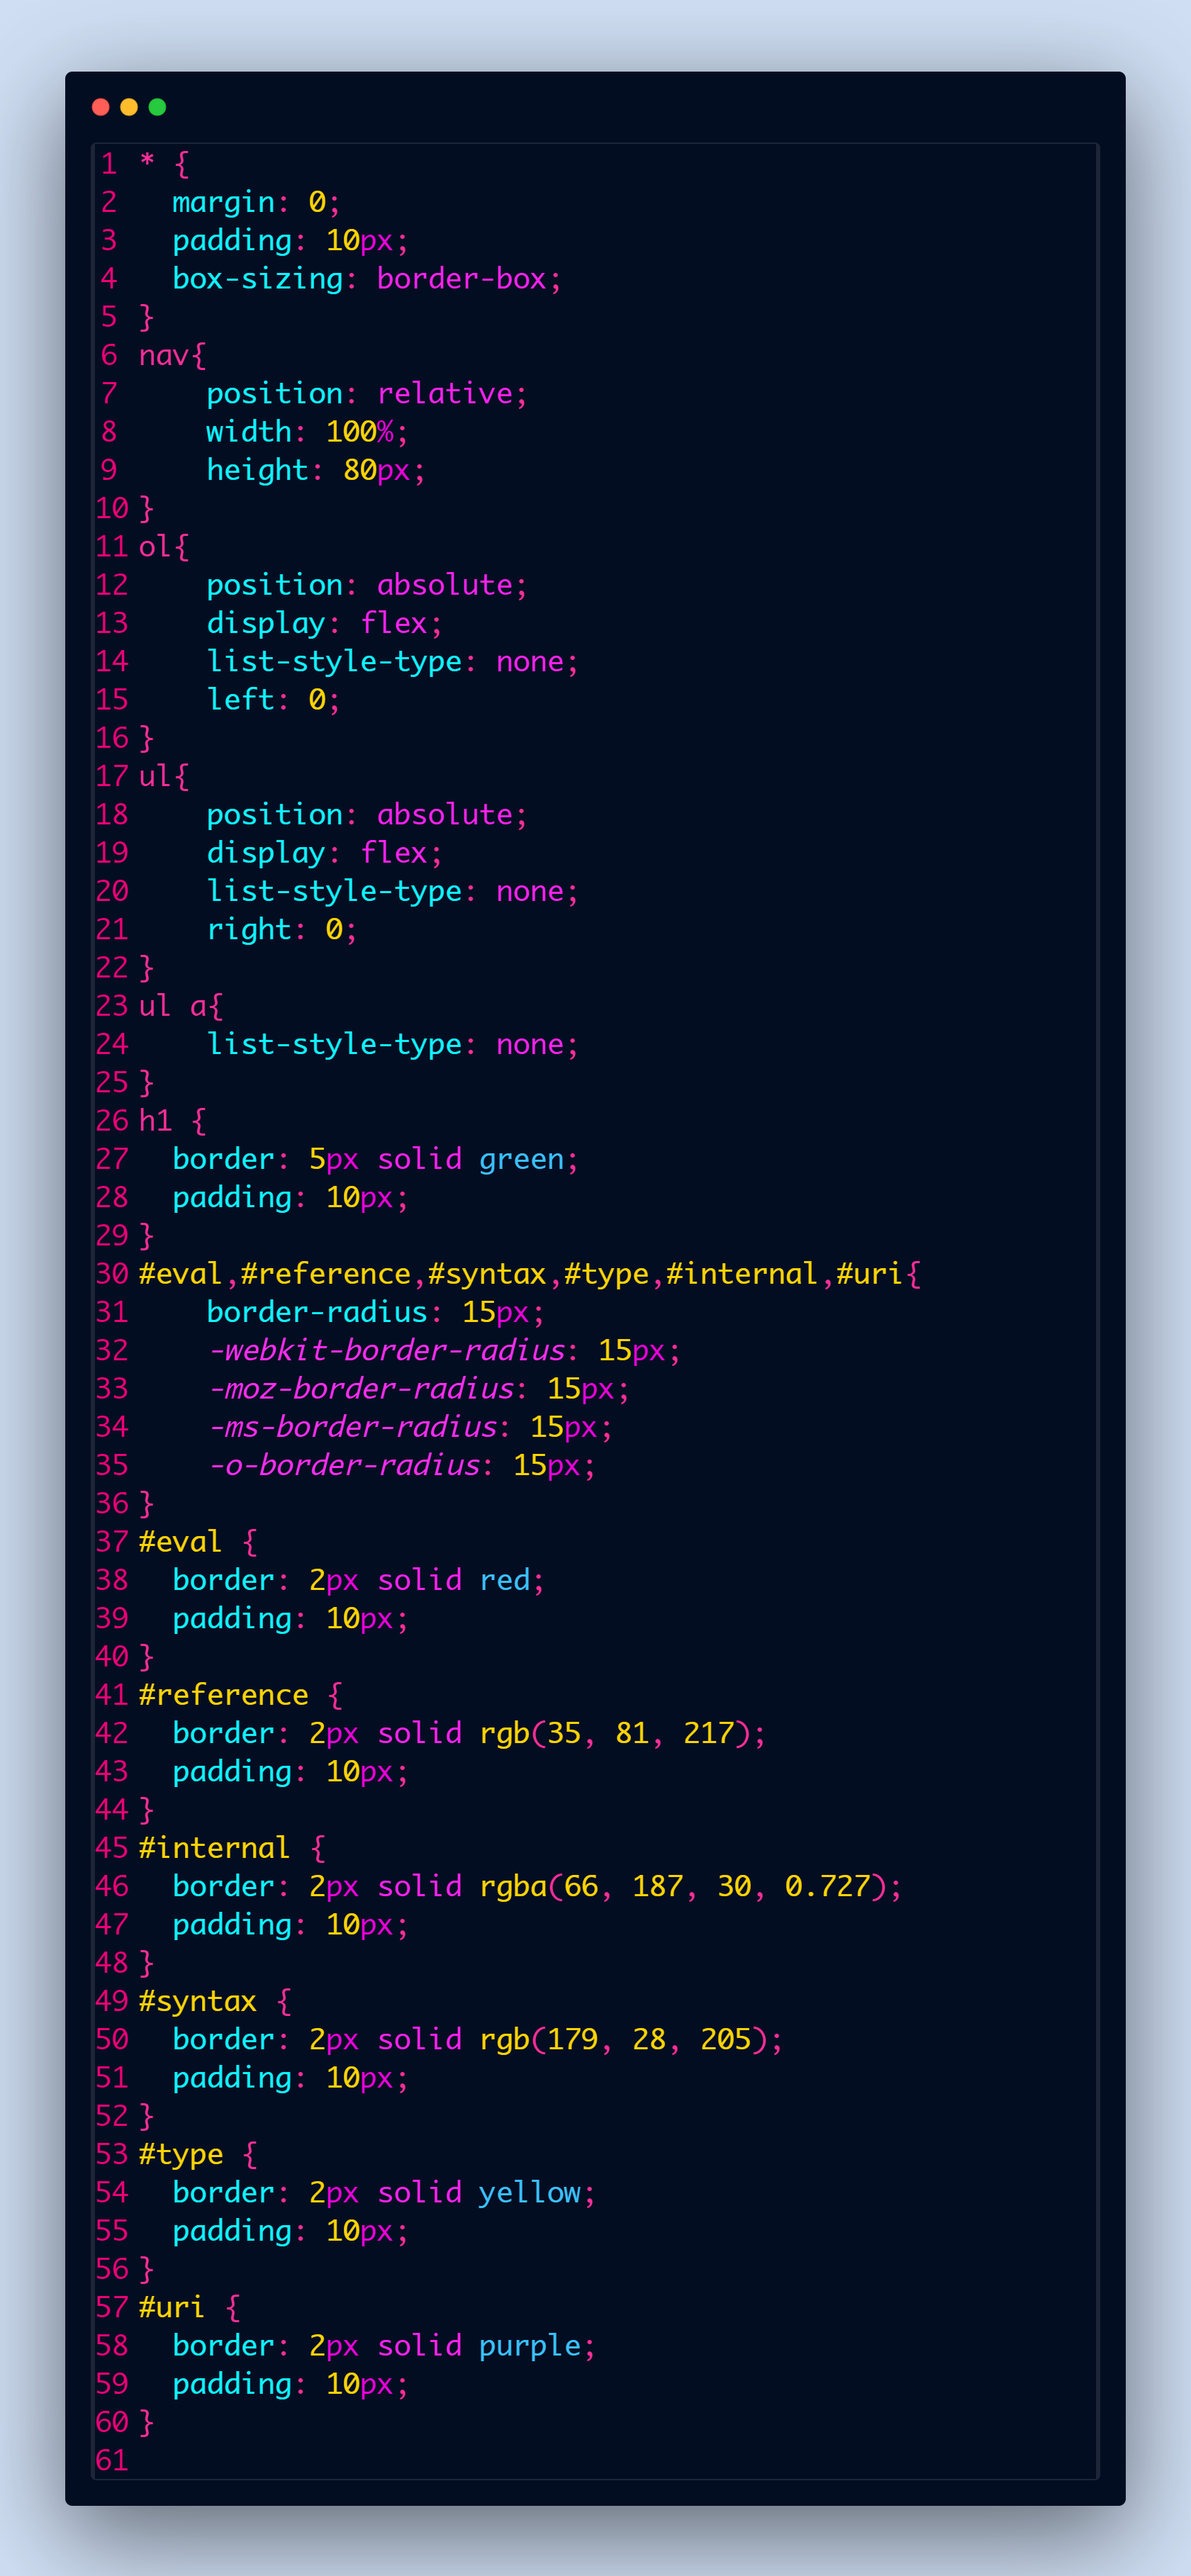 1 * {
2   margin: 0;
3   padding: 10px;
4   box-sizing: border-box;
5 }
6 nav{
7     position: relative;
8     width: 100%;
9     height: 80px;
10 }
11 ol{
12     position: absolute;
13     display: flex;
14     list-style-type: none;
15     left: 0;
16 }
17 ul{
18     position: absolute;
19     display: flex;
20     list-style-type: none;
21     right: 0;
22 }
23 ul a{
24     list-style-type: none;
25 }
26 h1 {
27   border: 5px solid green;
28   padding: 10px;
29 }
30 #eval,#reference,#syntax,#type,#internal,#uri{
31     border-radius: 15px;
32     -webkit-border-radius: 15px;
33     -moz-border-radius: 15px;
34     -ms-border-radius: 15px;
35     -o-border-radius: 15px;
36 }
37 #eval {
38   border: 2px solid red;
39   padding: 10px;
40 }
41 #reference {
42   border: 2px solid rgb(35, 81, 217);
43   padding: 10px;
44 }
45 #internal {
46   border: 2px solid rgba(66, 187, 30, 0.727);
47   padding: 10px;
48 }
49 #syntax {
50   border: 2px solid rgb(179, 28, 205);
51   padding: 10px;
52 }
53 #type {
54   border: 2px solid yellow;
55   padding: 10px;
56 }
57 #uri {
58   border: 2px solid purple;
59   padding: 10px;
60 }
61